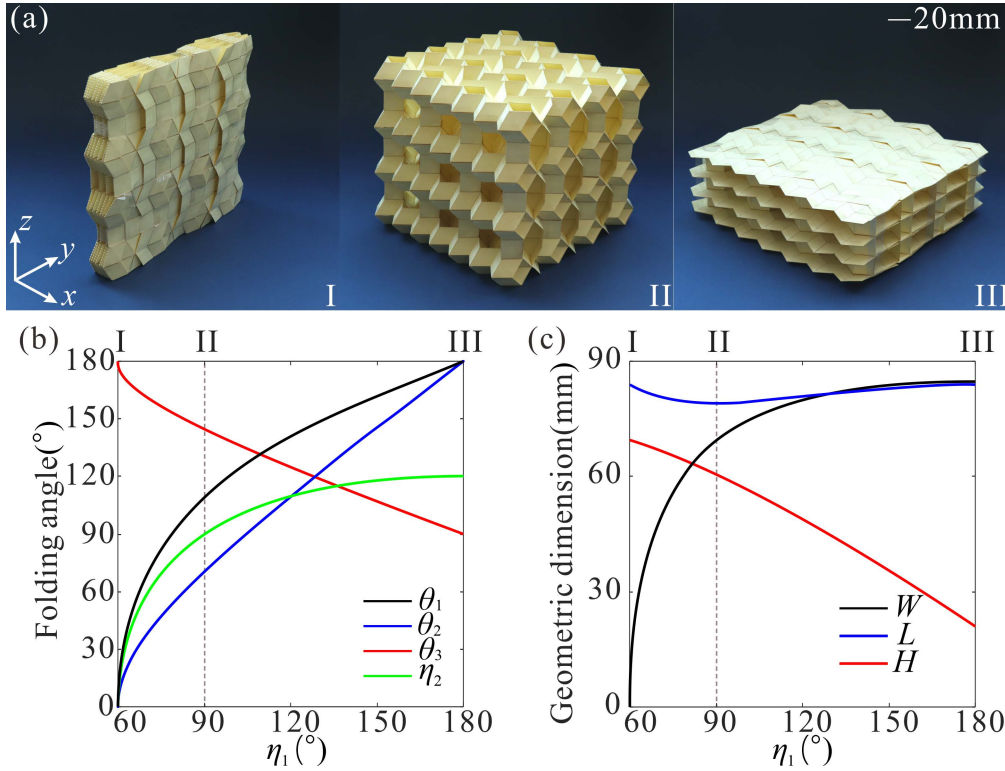 (a)
—20mm
z
y
x
I
II
III
(b)
I
II
III
180
150
120
90
60
30
0
Folding angle(°)
θ₁
θ₂
θ₃
η₂
60
90
120
150
180
η₁(°)
(c)
I
II
III
90
60
30
0
Geometric dimension(mm)
W
L
H
60
90
120
150
180
η₁(°)